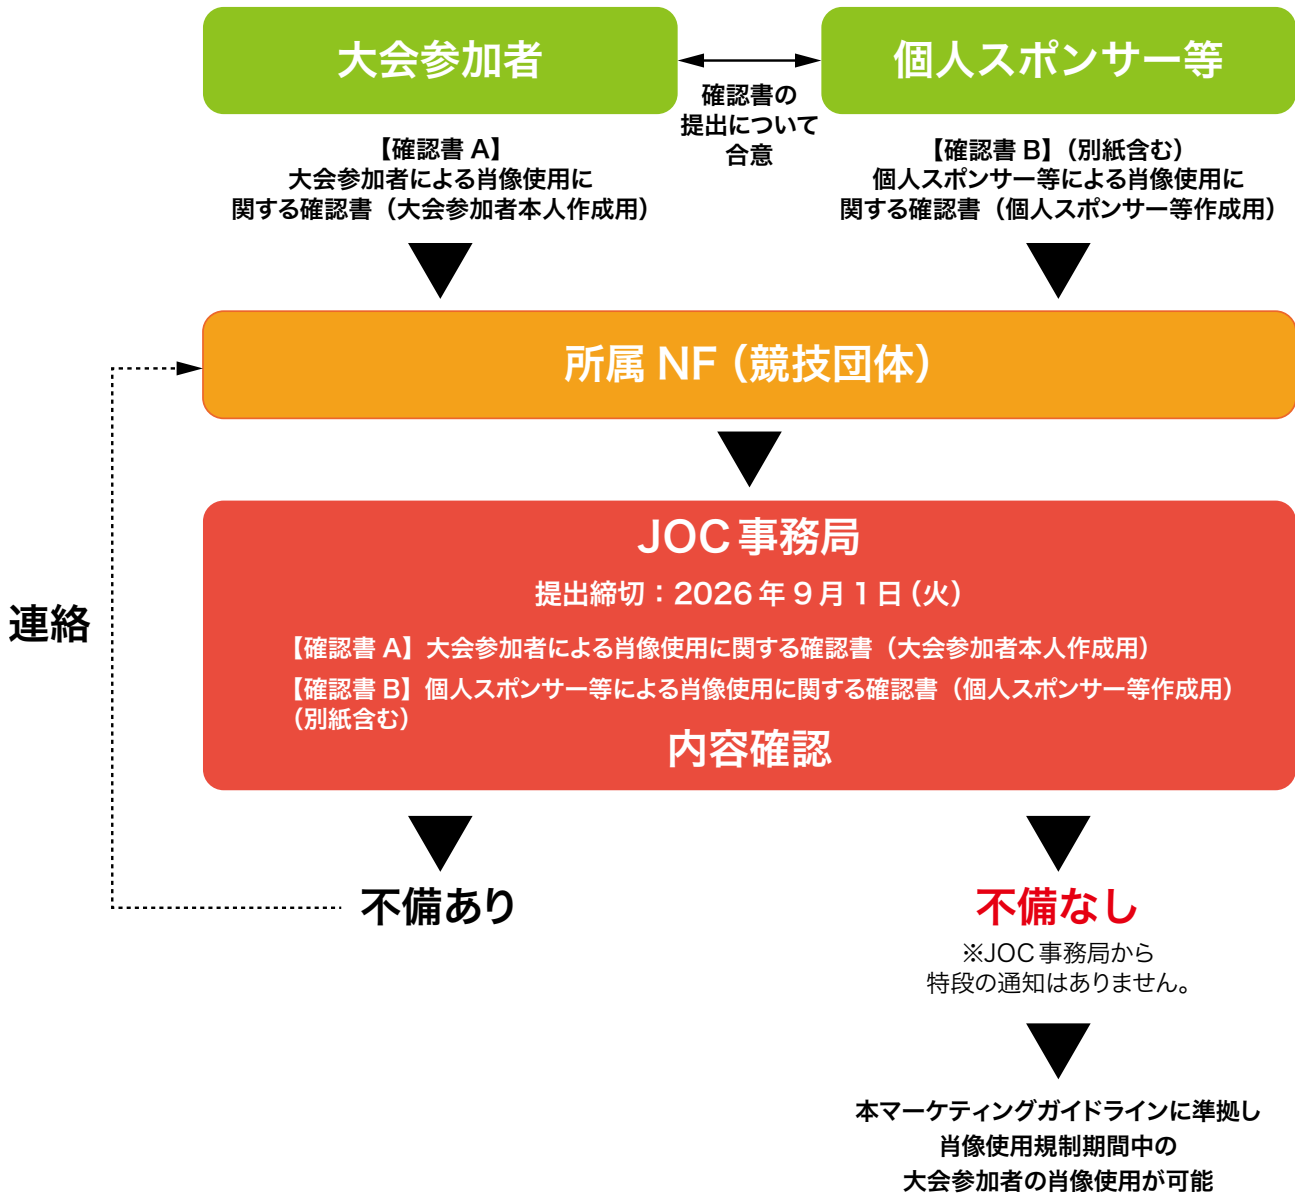 大会参加者
個人スポンサー等
確認書の
提出について
合意
【確認書 A】
大会参加者による肖像使用に
関する確認書（大会参加者本人作成用）
【確認書 B】（別紙含む）
個人スポンサー等による肖像使用に
関する確認書（個人スポンサー等作成用）
所属 NF（競技団体）
JOC 事務局
提出締切：2026 年 9 月 1 日（火）
【確認書 A】大会参加者による肖像使用に関する確認書（大会参加者本人作成用）
【確認書 B】個人スポンサー等による肖像使用に関する確認書（個人スポンサー等作成用）
（別紙含む）
内容確認
連絡
不備あり
不備なし
※JOC 事務局から
特段の通知はありません。
本マーケティングガイドラインに準拠し
肖像使用規制期間中の
大会参加者の肖像使用が可能